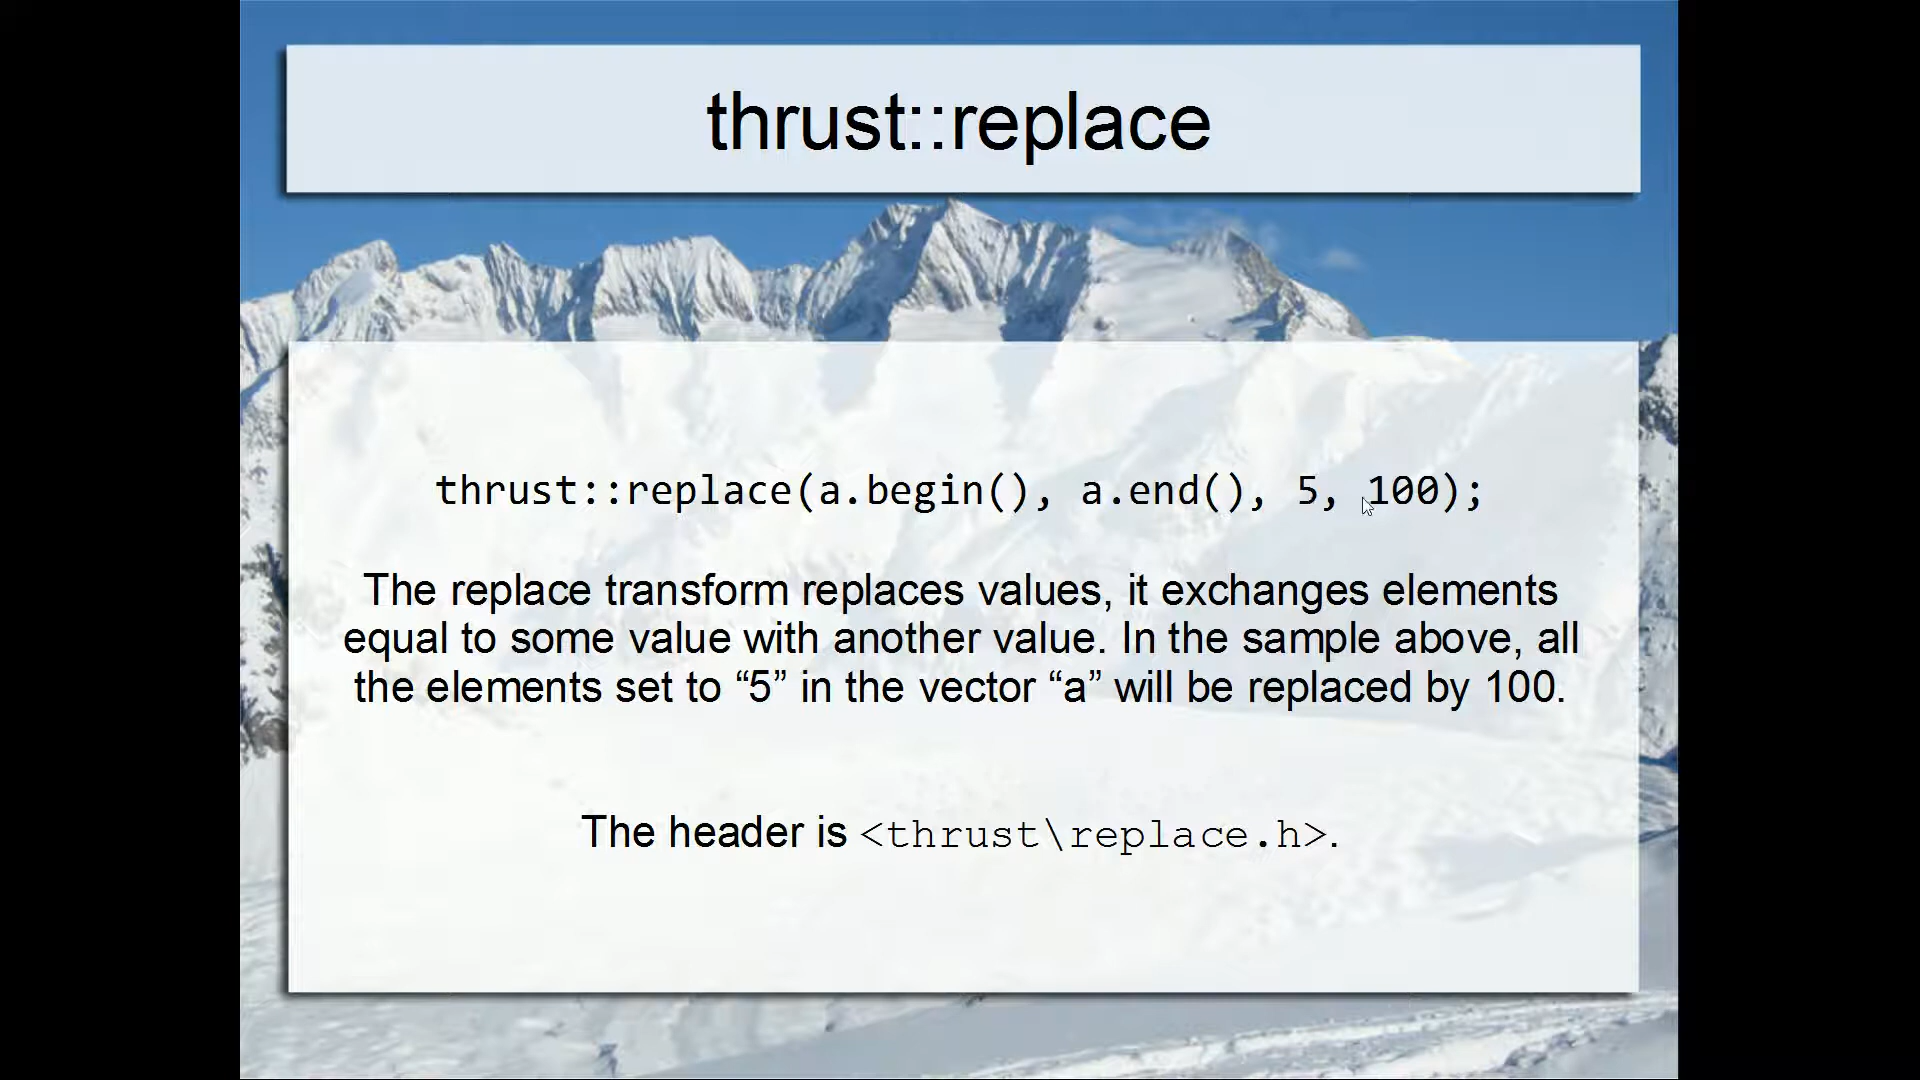 thrust::replace
thrust::replace(a.begin(), a.end(), 5, 100);
The replace transform replaces values, it exchanges elements
equal to some value with another value. In the sample above, all
the elements set to “5” in the vector “a” will be replaced by 100.
The header is <thrust\replace.h>.